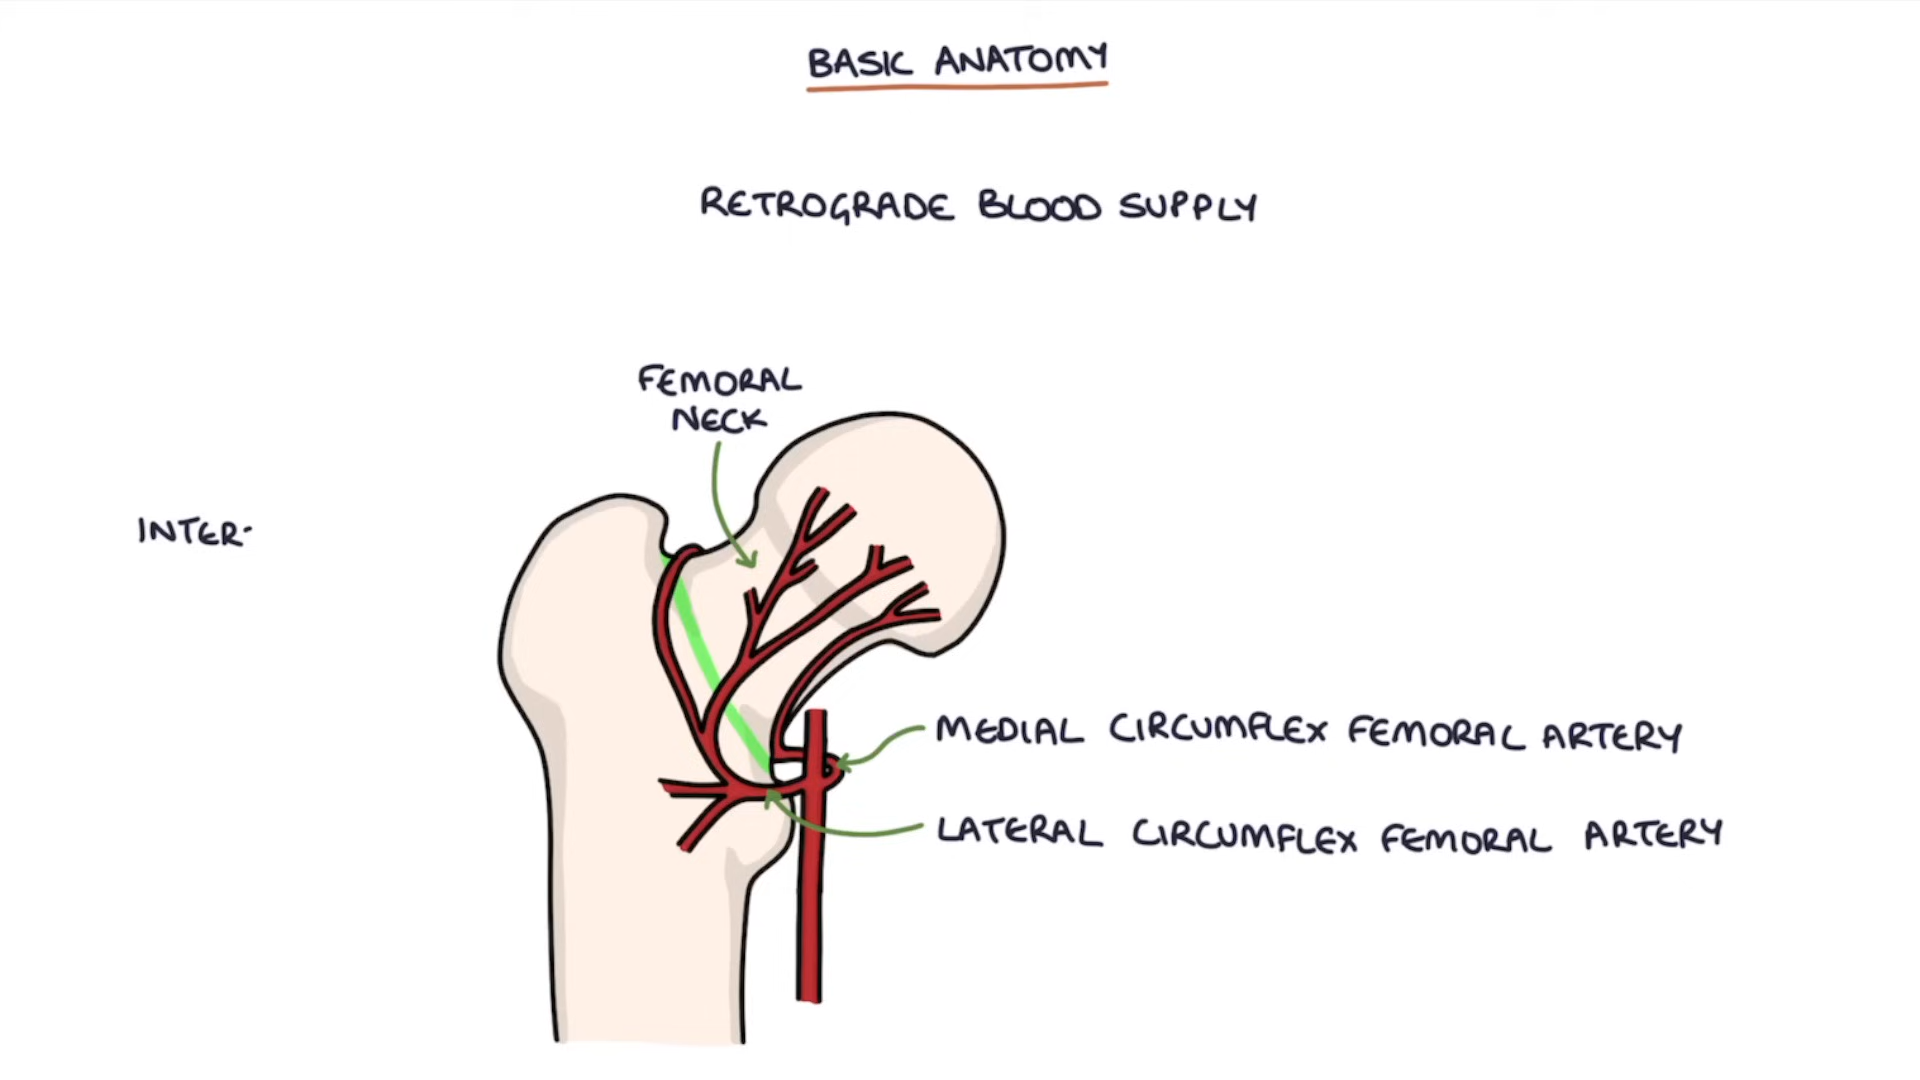 BASIC ANATOMY
RETROGRADE BLOOD SUPPLY
FEMORAL
NECK
INTER-
MEDIAL CIRCUMFLEX FEMORAL ARTERY
LATERAL CIRCUMFLEX FEMORAL ARTERY